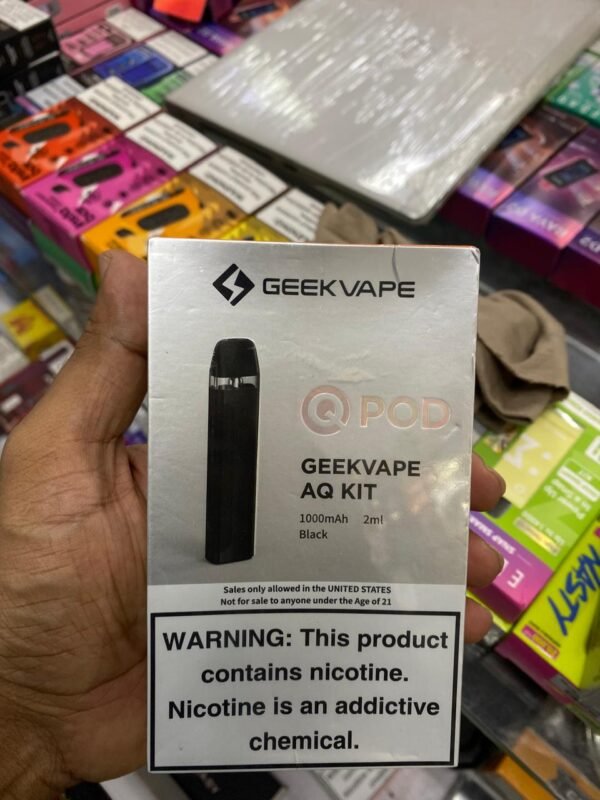 GEEKVAPE
Q POD
GEEKVAPE
AQ KIT
1000mAh 2ml
Black
Sales only allowed in the UNITED STATES
Not for sale to anyone under the Age of 21
WARNING: This product
contains nicotine.
Nicotine is an addictive
chemical.
NASTY